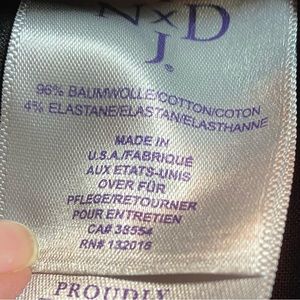 N×D
J®
96% BAUMWOLLE/COTTON/COTON
4% ELASTANE/ELASTAN/ELASTHANNE
MADE IN
U.S.A./FABRIQUÉ
AUX ETATS-UNIS
OVER FÜR
PFLEGE/RETOURNER
POUR ENTRETIEN
CA# 38554
RN# 132016
PROUDLY